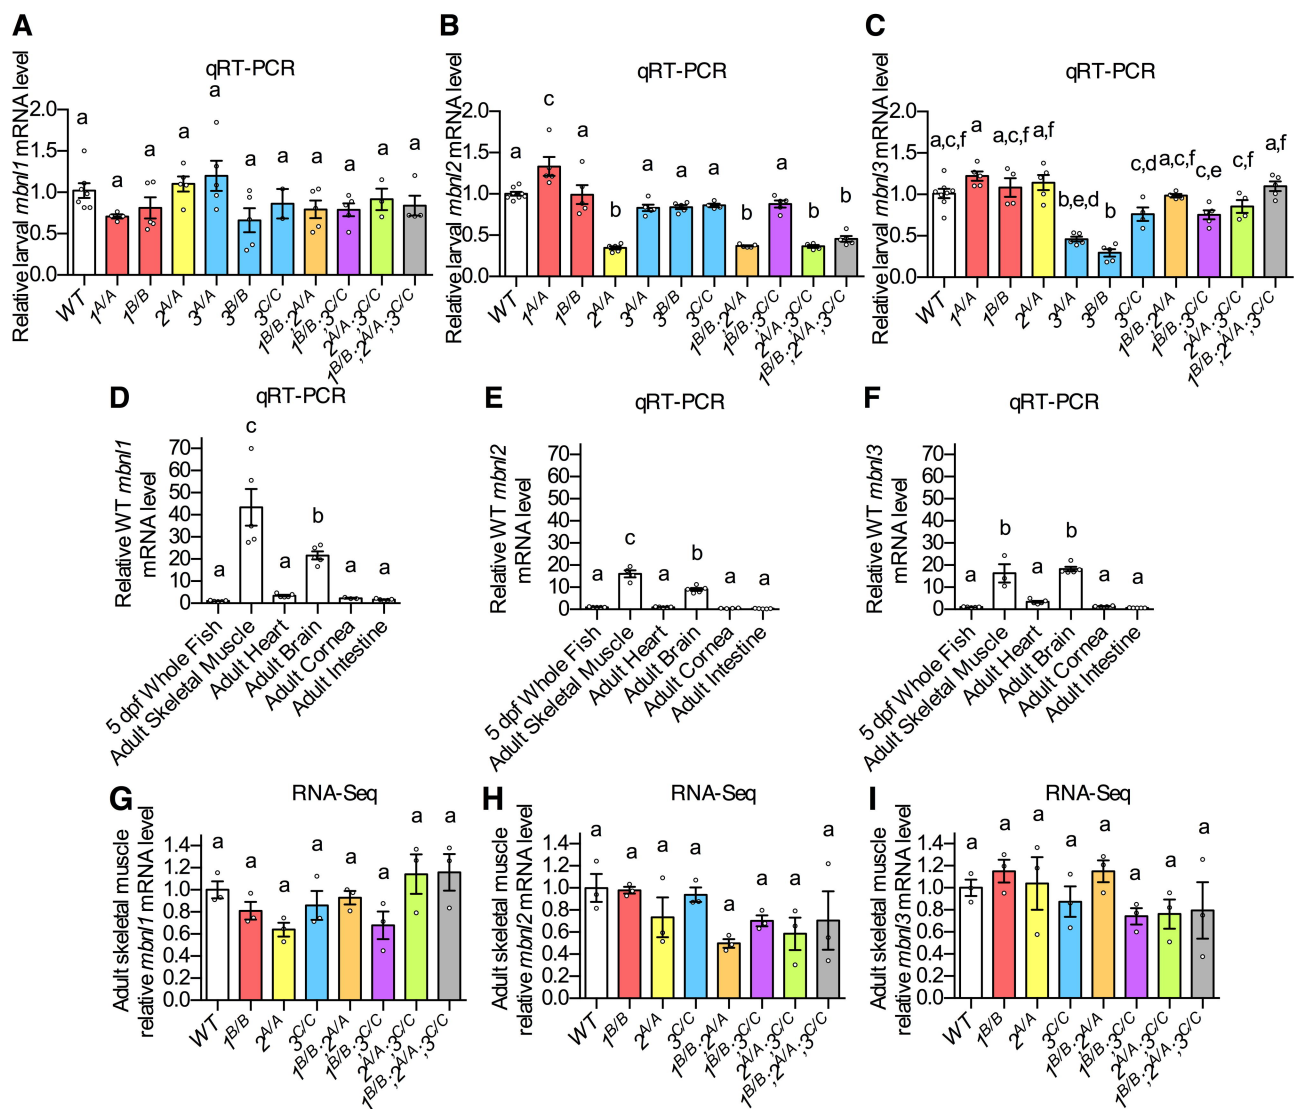 A
qRT-PCR
Relative larval mbnl1 mRNA level
2.0
1.5
1.0
0.5
0.0
a a a a a a a a a a a
WT 1A/A 1B/B 2A/A 3A/A 3B/B 3C/C 1B/B;2A/A 1B/B;3C/C 2A/A;3C/C 1B/B;2A/A;3C/C
B
qRT-PCR
Relative larval mbnl2 mRNA level
2.0
1.5
1.0
0.5
0.0
a c a b a a a b a b b
WT 1A/A 1B/B 2A/A 3A/A 3B/B 3C/C 1B/B;2A/A 1B/B;3C/C 2A/A;3C/C 1B/B;2A/A;3C/C
C
qRT-PCR
Relative larval mbnl3 mRNA level
2.0
1.5
1.0
0.5
0.0
a,c,f a a,c,f a,f b,e,d b c,d a,c,f c,e c,f a,f
WT 1A/A 1B/B 2A/A 3A/A 3B/B 3C/C 1B/B;2A/A 1B/B;3C/C 2A/A;3C/C 1B/B;2A/A;3C/C
D
qRT-PCR
Relative WT mbnl1
mRNA level
70
60
50
40
30
20
10
0
a c a b a a
5 dpf Whole Fish
Adult Skeletal Muscle
Adult Heart
Adult Brain
Adult Cornea
Adult Intestine
E
qRT-PCR
Relative WT mbnl2
mRNA level
70
60
50
40
30
20
10
0
a c a b a a
5 dpf Whole Fish
Adult Skeletal Muscle
Adult Heart
Adult Brain
Adult Cornea
Adult Intestine
F
qRT-PCR
Relative WT mbnl3
mRNA level
70
60
50
40
30
20
10
0
a b a b a a
5 dpf Whole Fish
Adult Skeletal Muscle
Adult Heart
Adult Brain
Adult Cornea
Adult Intestine
G
RNA-Seq
Adult skeletal muscle
relative mbnl1 mRNA level
1.4
1.2
1.0
0.8
0.6
0.4
0.2
0.0
a a a a a a a a
WT 1B/B 2A/A 3C/C 1B/B;2A/A 1B/B;3C/C 2A/A;3C/C 1B/B;2A/A;3C/C
H
RNA-Seq
Adult skeletal muscle
relative mbnl2 mRNA level
1.4
1.2
1.0
0.8
0.6
0.4
0.2
0.0
a a a a a a a a
WT 1B/B 2A/A 3C/C 1B/B;2A/A 1B/B;3C/C 2A/A;3C/C 1B/B;2A/A;3C/C
I
RNA-Seq
Adult skeletal muscle
relative mbnl3 mRNA level
1.4
1.2
1.0
0.8
0.6
0.4
0.2
0.0
a a a a a a a a
WT 1B/B 2A/A 3C/C 1B/B;2A/A 1B/B;3C/C 2A/A;3C/C 1B/B;2A/A;3C/C